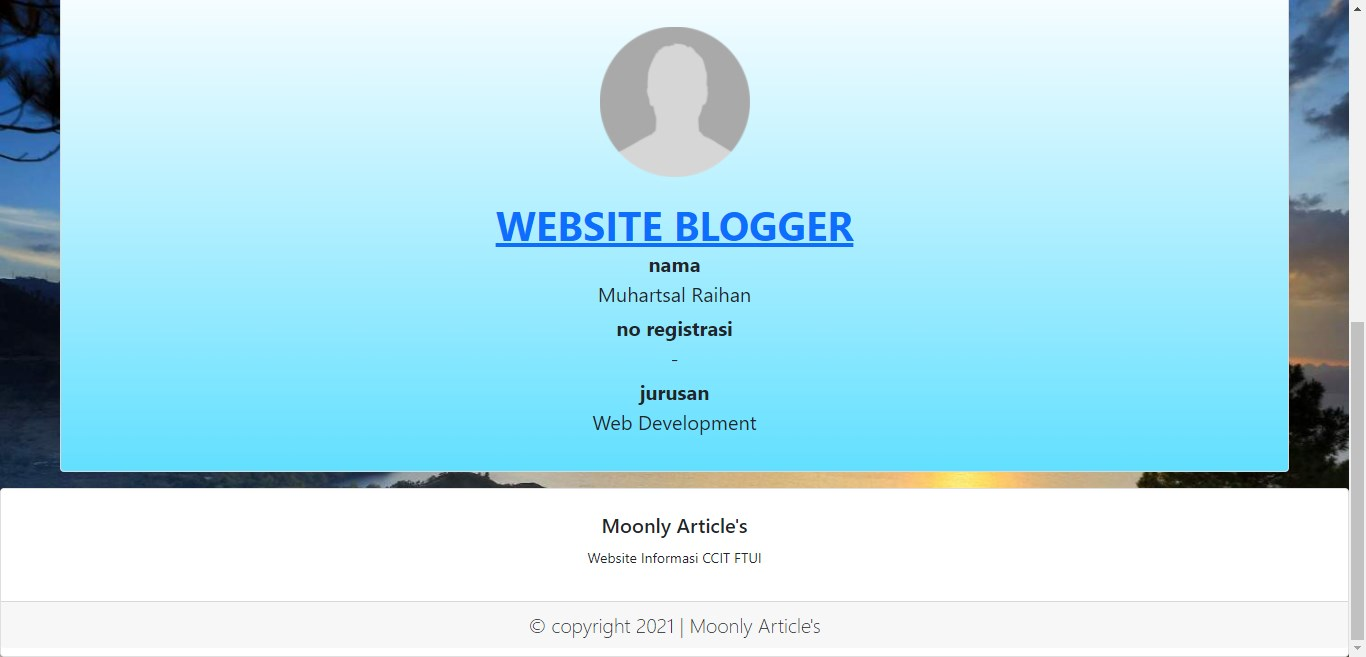 WEBSITE BLOGGER
nama
Muhartsal Raihan
no registrasi
-
jurusan
Web Development
Moonly Article's
Website Informasi CCIT FTUI
© copyright 2021 | Moonly Article's